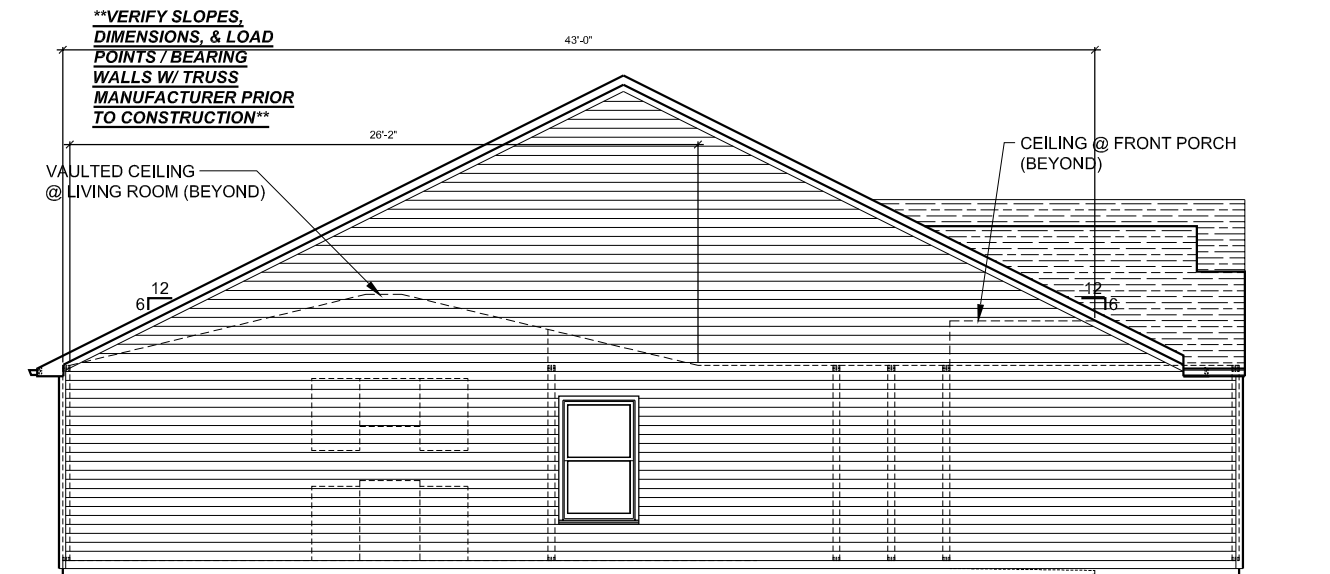 **VERIFY SLOPES,
DIMENSIONS, & LOAD
POINTS / BEARING
WALLS W/ TRUSS
MANUFACTURER PRIOR
TO CONSTRUCTION**
43'-0"
26'-2"
VAULTED CEILING
@ LIVING ROOM (BEYOND)
CEILING @ FRONT PORCH
(BEYOND)
12
6
12
6